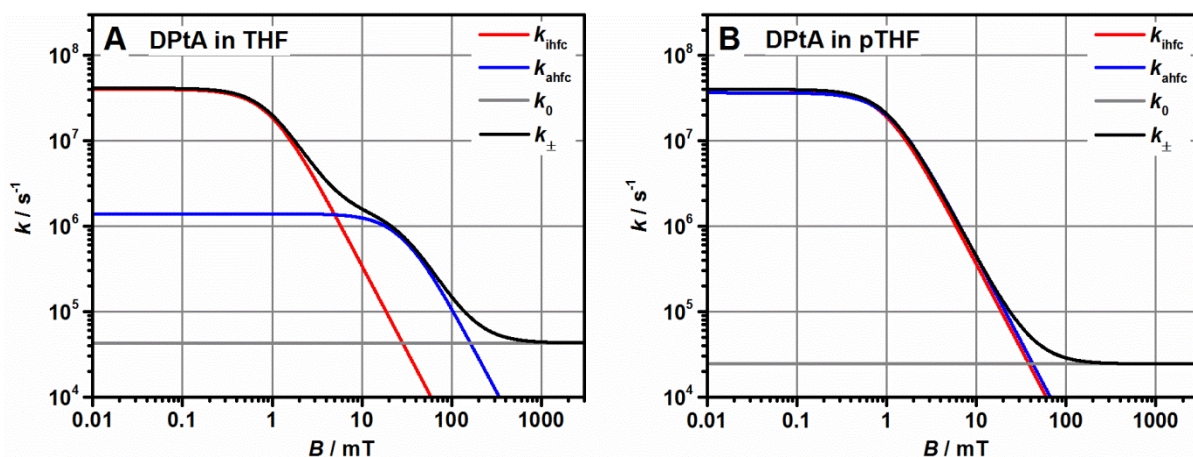 A DPtA in THF
k_ihfc
k_ahfc
k_0
k_±
10^8
10^7
10^6
10^5
10^4
k / s^-1
0.01 0.1 1 10 100 1000
B / mT
B DPtA in pTHF
k_ihfc
k_ahfc
k_0
k_±
10^8
10^7
10^6
10^5
10^4
k / s^-1
0.01 0.1 1 10 100 1000
B / mT